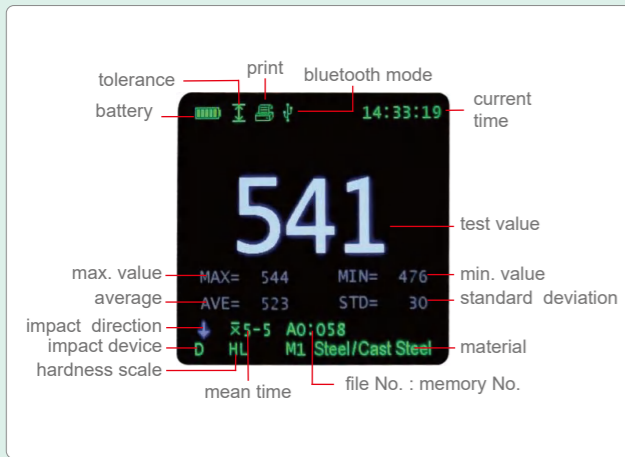 print
tolerance
bluetooth mode
battery
14:33:19
current
time
541
test value
max. value
MAX= 544
MIN= 476
min. value
average
AVE= 523
STD= 30
standard deviation
impact direction
x̅5-5 A0:058
impact device
D HL M1 Steel/Cast Steel
material
hardness scale
mean time
file No. : memory No.